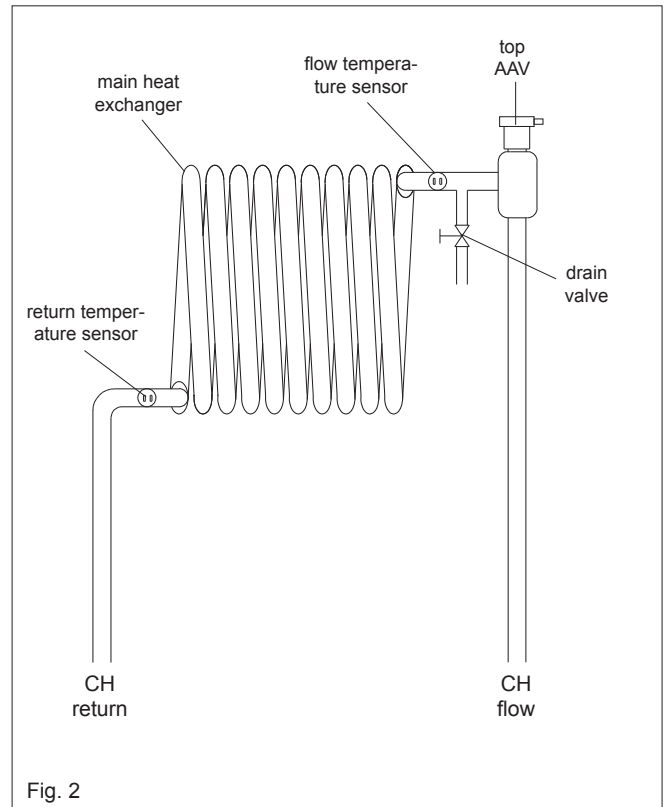 top
AAV
flow tempera-
ture sensor
main heat
exchanger
drain
valve
return temper-
ature sensor
CH
return
CH
flow
Fig. 2